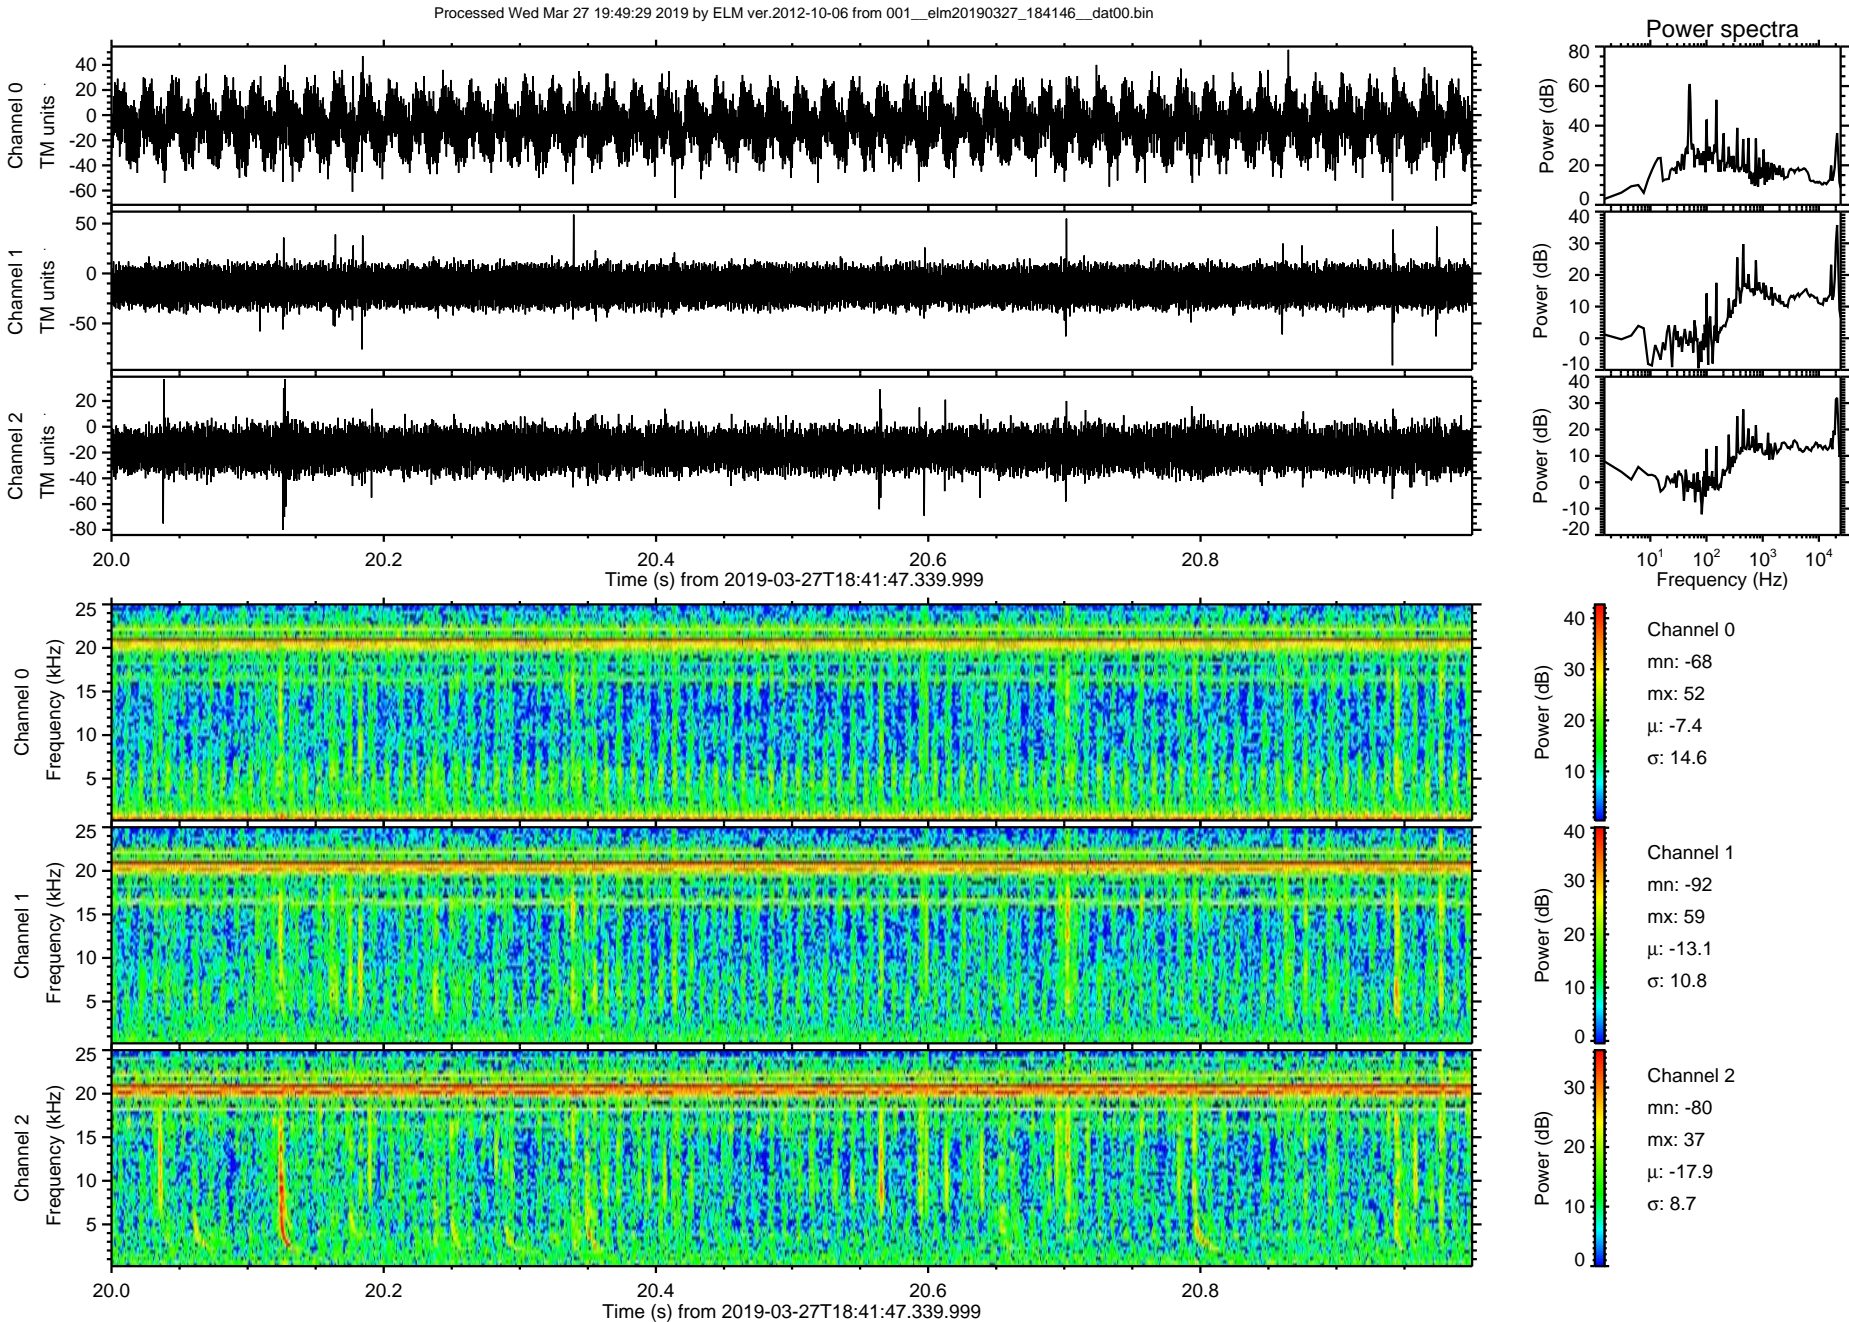 Processed Wed Mar 27 19:49:29 2019 by ELM ver.2012-10-06 from 001__elm20190327_184146__dat00.bin
Power spectra
Channel 0
TM units
40
20
0
-20
-40
-60
Power (dB)
80
60
40
20
0
Channel 1
TM units
50
0
-50
Power (dB)
40
30
20
10
0
-10
Channel 2
TM units
20
0
-20
-40
-60
-80
Power (dB)
40
30
20
10
0
-10
-20
20.0 20.2 20.4 20.6 20.8
Time (s) from 2019-03-27T18:41:47.339.999
10^1 10^2 10^3 10^4
Frequency (Hz)
Channel 0
Frequency (kHz)
25
20
15
10
5
Power (dB)
40
30
20
10
Channel 0
mn: -68
mx: 52
μ: -7.4
σ: 14.6
Channel 1
Frequency (kHz)
25
20
15
10
5
Power (dB)
40
30
20
10
0
Channel 1
mn: -92
mx: 59
μ: -13.1
σ: 10.8
Channel 2
Frequency (kHz)
25
20
15
10
5
Power (dB)
30
20
10
0
Channel 2
mn: -80
mx: 37
μ: -17.9
σ: 8.7
20.0 20.2 20.4 20.6 20.8
Time (s) from 2019-03-27T18:41:47.339.999